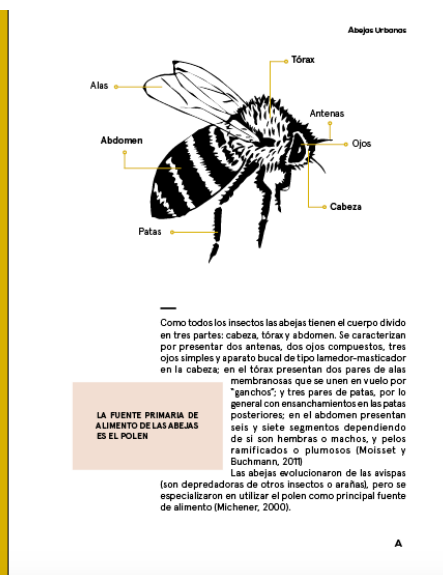 Abejas Urbanas
Tórax
Alas
Antenas
Abdomen
Ojos
Cabeza
Patas
Como todos los insectos las abejas tienen el cuerpo divido
en tres partes: cabeza, tórax y abdomen. Se caracterizan
por presentar dos antenas, dos ojos compuestos, tres
ojos simples y aparato bucal de tipo lamedor-masticador
en la cabeza; en el tórax presentan dos pares de alas
membranosas que se unen en vuelo por
"ganchos"; y tres pares de patas, por lo
general con ensanchamientos en las patas
posteriores; en el abdomen presentan
seis y siete segmentos dependiendo
de si son hembras o machos, y pelos
ramificados o plumosos (Moisset y
Buchmann, 2011)
LA FUENTE PRIMARIA DE
ALIMENTO DE LAS ABEJAS
ES EL POLEN
Las abejas evolucionaron de las avispas
(son depredadoras de otros insectos o arañas), pero se
especializaron en utilizar el polen como principal fuente
de alimento (Michener, 2000).
A